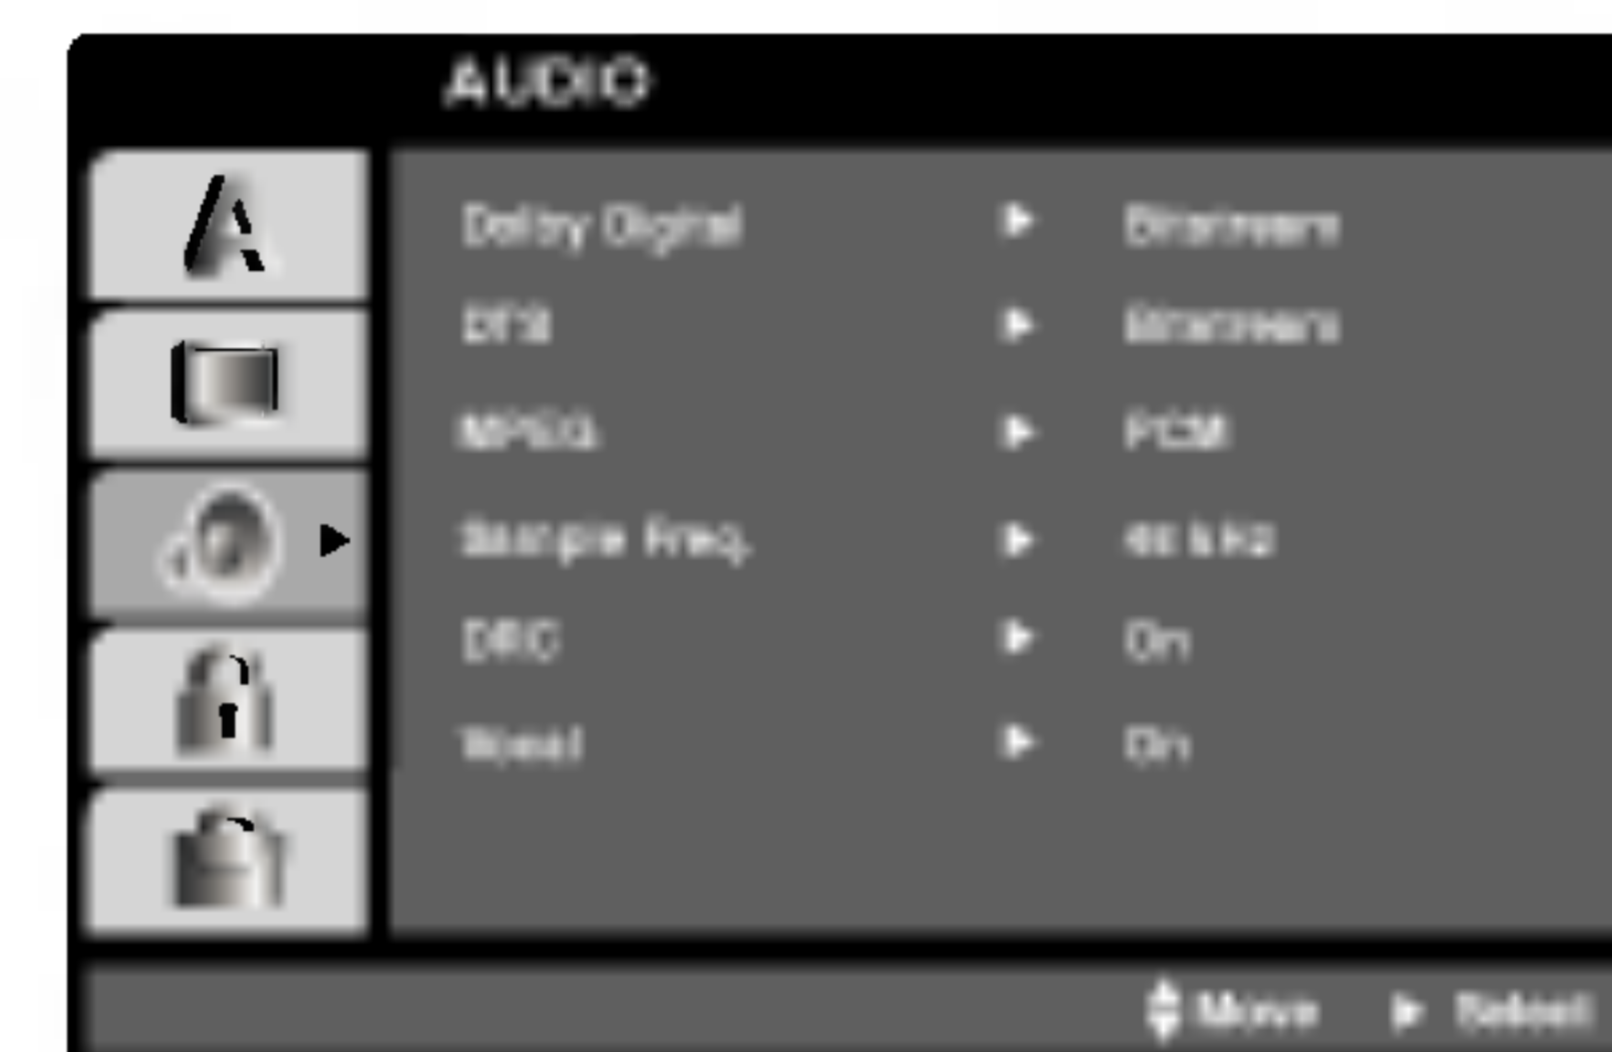 AUDIO
Dolby Digital Bitstream
DTS Bitstream
MPEG PCM
Sample Freq. 48 kHz
DRC On
Vocal On
Move Select